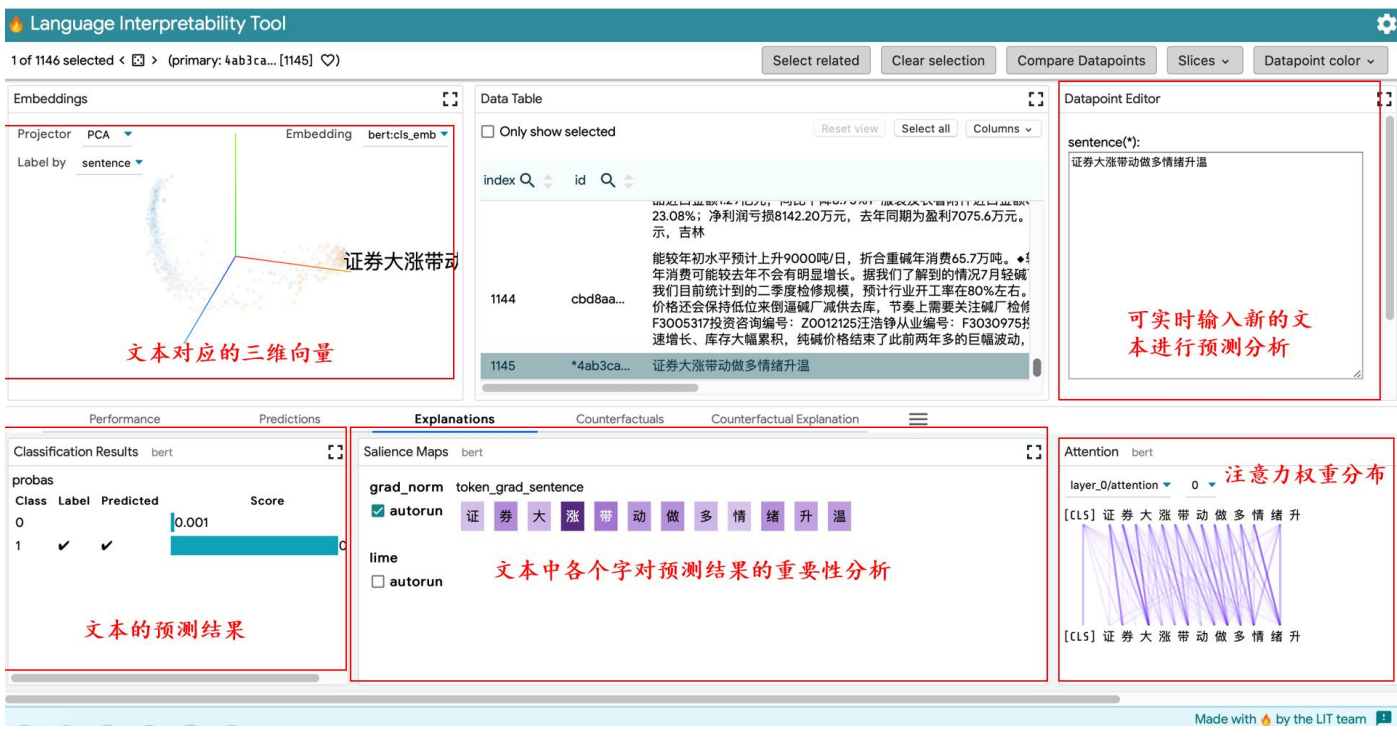 Language Interpretability Tool
1 of 1146 selected < > (primary: 4ab3ca... [1145] ♡)
Select related
Clear selection
Compare Datapoints
Slices
Datapoint color
Embeddings
Projector PCA
Embedding bert:cls_emb
Label by sentence
证券大涨带动
文本对应的三维向量
Data Table
Only show selected
Reset view
Select all
Columns
index
id
23.08%；净利润亏损8142.20万元，去年同期为盈利7075.6万元。
示，吉林
1144
cbd8aa...
能较年初水平预计上升9000吨/日，折合重碱年消费65.7万吨。◆
年消费可能较去年不会有明显增长。据我们了解到的情况7月轻碱
我们目前统计到的二季度检修规模，预计行业开工率在80%左右。
价格还会保持低位来倒逼碱厂减供去库，节奏上需要关注碱厂检修
F3005317投资咨询编号：Z0012125汪浩铮从业编号：F3030975投
速增长、库存大幅累积，纯碱价格结束了此前两年多的巨幅波动，
1145
*4ab3ca...
证券大涨带动做多情绪升温
Datapoint Editor
sentence(*):
证券大涨带动做多情绪升温
可实时输入新的文
本进行预测分析
Performance
Predictions
Explanations
Counterfactuals
Counterfactual Explanation
Classification Results bert
probas
Class Label Predicted Score
0 0.001
1 ✔ ✔
文本的预测结果
Salience Maps bert
grad_norm token_grad_sentence
autorun
证 券 大 涨 带 动 做 多 情 绪 升 温
lime
autorun
文本中各个字对预测结果的重要性分析
Attention bert
layer_0/attention 0
注意力权重分布
[CLS] 证 券 大 涨 带 动 做 多 情 绪 升
[CLS] 证 券 大 涨 带 动 做 多 情 绪 升
Made with by the LIT team